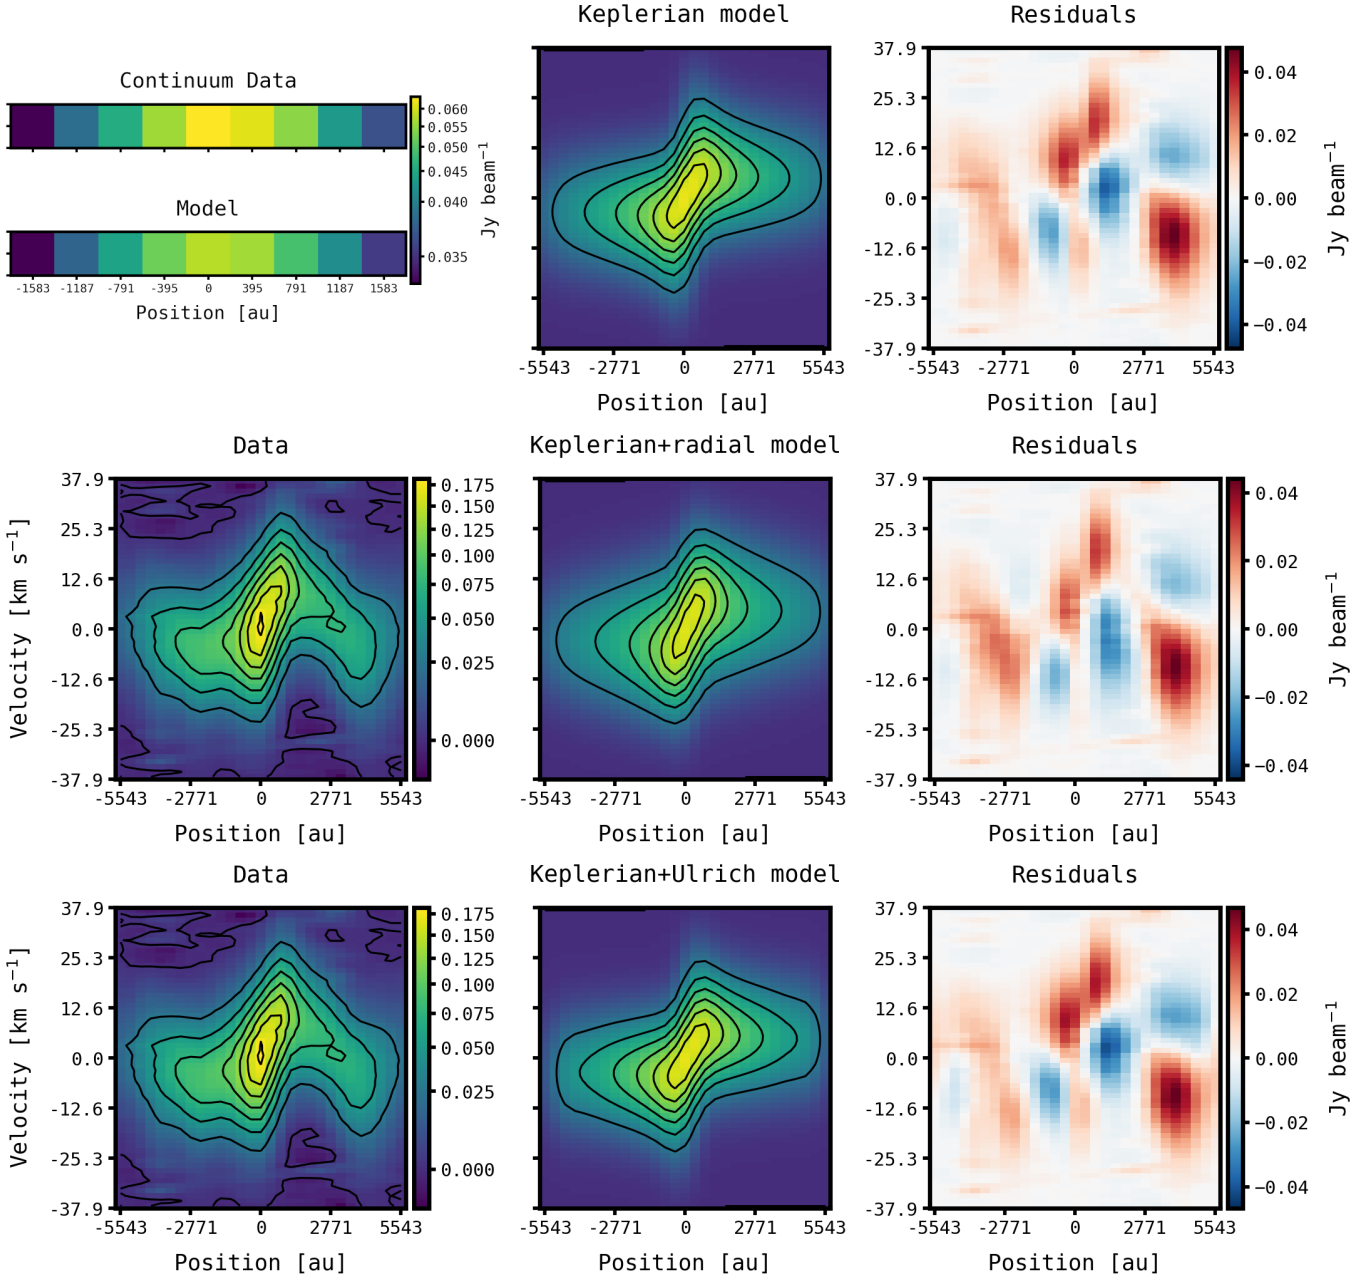 Keplerian model
Residuals
Continuum Data
0.060
0.055
0.050
0.045
0.040
0.035
Jy beam−1
Model
-1583 -1187 -791 -395 0 395 791 1187 1583
Position [au]
37.9
25.3
12.6
0.0
-12.6
-25.3
-37.9
0.04
0.02
0.00
−0.02
−0.04
Jy beam−1
-5543 -2771 0 2771 5543
Position [au]
-5543 -2771 0 2771 5543
Position [au]
Data
Keplerian+radial model
Residuals
Velocity [km s−1]
37.9
25.3
12.6
0.0
-12.6
-25.3
-37.9
0.175
0.150
0.125
0.100
0.075
0.050
0.025
0.000
37.9
25.3
12.6
0.0
-12.6
-25.3
-37.9
0.04
0.02
0.00
−0.02
−0.04
Jy beam−1
-5543 -2771 0 2771 5543
Position [au]
-5543 -2771 0 2771 5543
Position [au]
-5543 -2771 0 2771 5543
Position [au]
Data
Keplerian+Ulrich model
Residuals
Velocity [km s−1]
37.9
25.3
12.6
0.0
-12.6
-25.3
-37.9
0.175
0.150
0.125
0.100
0.075
0.050
0.025
0.000
37.9
25.3
12.6
0.0
-12.6
-25.3
-37.9
0.04
0.02
0.00
−0.02
−0.04
Jy beam−1
-5543 -2771 0 2771 5543
Position [au]
-5543 -2771 0 2771 5543
Position [au]
-5543 -2771 0 2771 5543
Position [au]